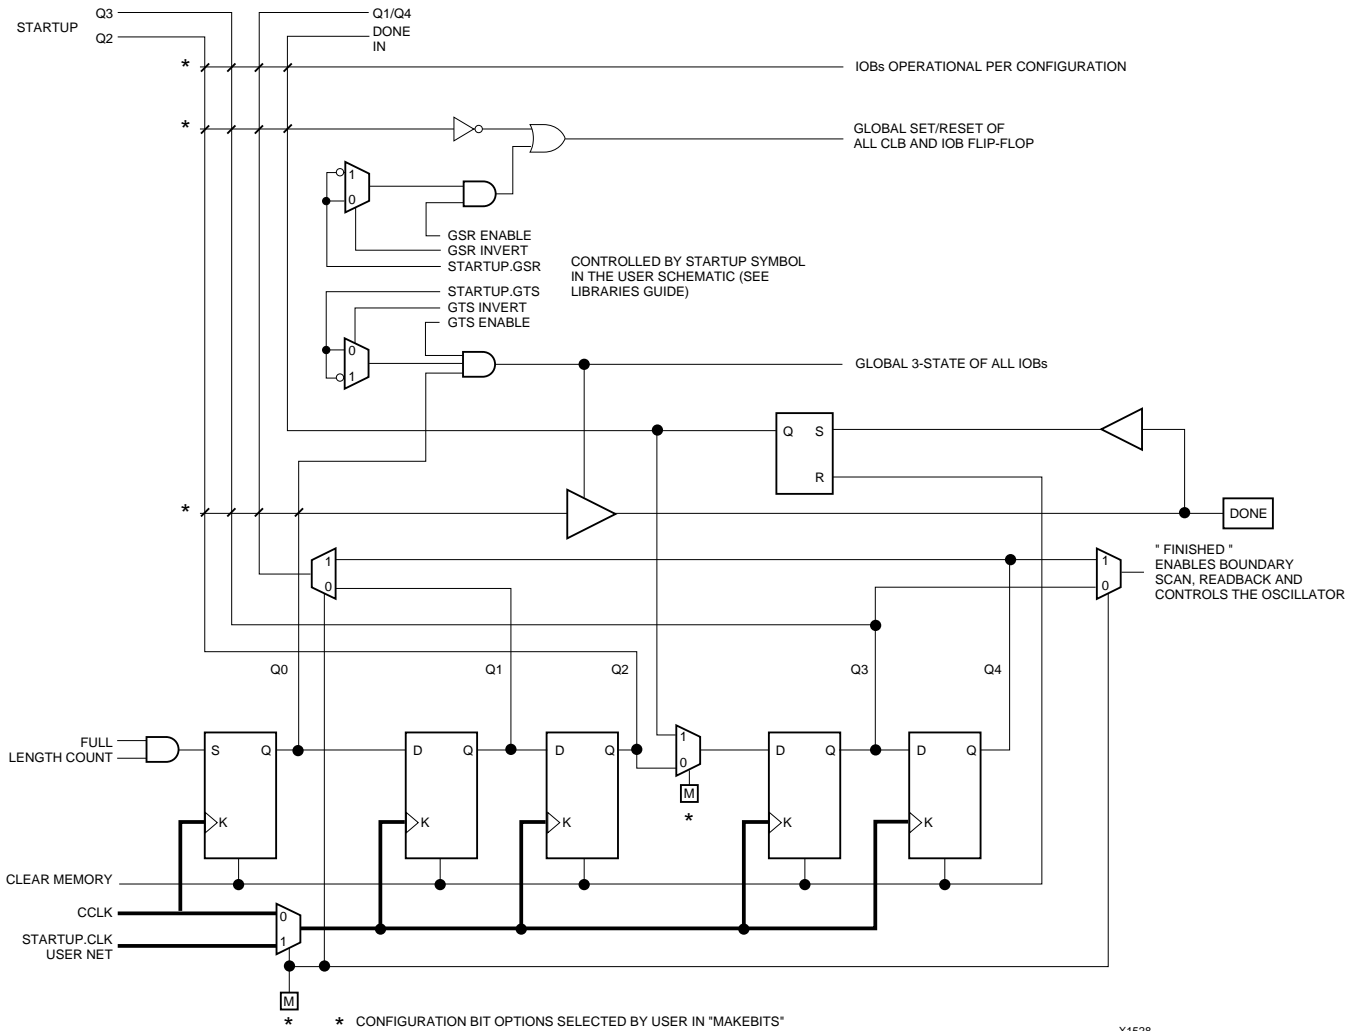 Q3
Q1/Q4
STARTUP
Q2
DONE
IN
*
IOBs OPERATIONAL PER CONFIGURATION
*
GLOBAL SET/RESET OF
ALL CLB AND IOB FLIP-FLOP
1
0
GSR ENABLE
GSR INVERT
STARTUP.GSR
CONTROLLED BY STARTUP SYMBOL
IN THE USER SCHEMATIC (SEE
LIBRARIES GUIDE)
STARTUP.GTS
GTS INVERT
GTS ENABLE
0
1
GLOBAL 3-STATE OF ALL IOBs
Q S
R
*
DONE
1
0
1
0
" FINISHED "
ENABLES BOUNDARY
SCAN, READBACK AND
CONTROLS THE OSCILLATOR
Q0
Q1
Q2
Q3
Q4
FULL
LENGTH COUNT
S Q
K
D Q
K
D Q
K
1
0
M
*
D Q
K
D Q
K
CLEAR MEMORY
CCLK
STARTUP.CLK
USER NET
0
1
M
*
* CONFIGURATION BIT OPTIONS SELECTED BY USER IN "MAKEBITS"